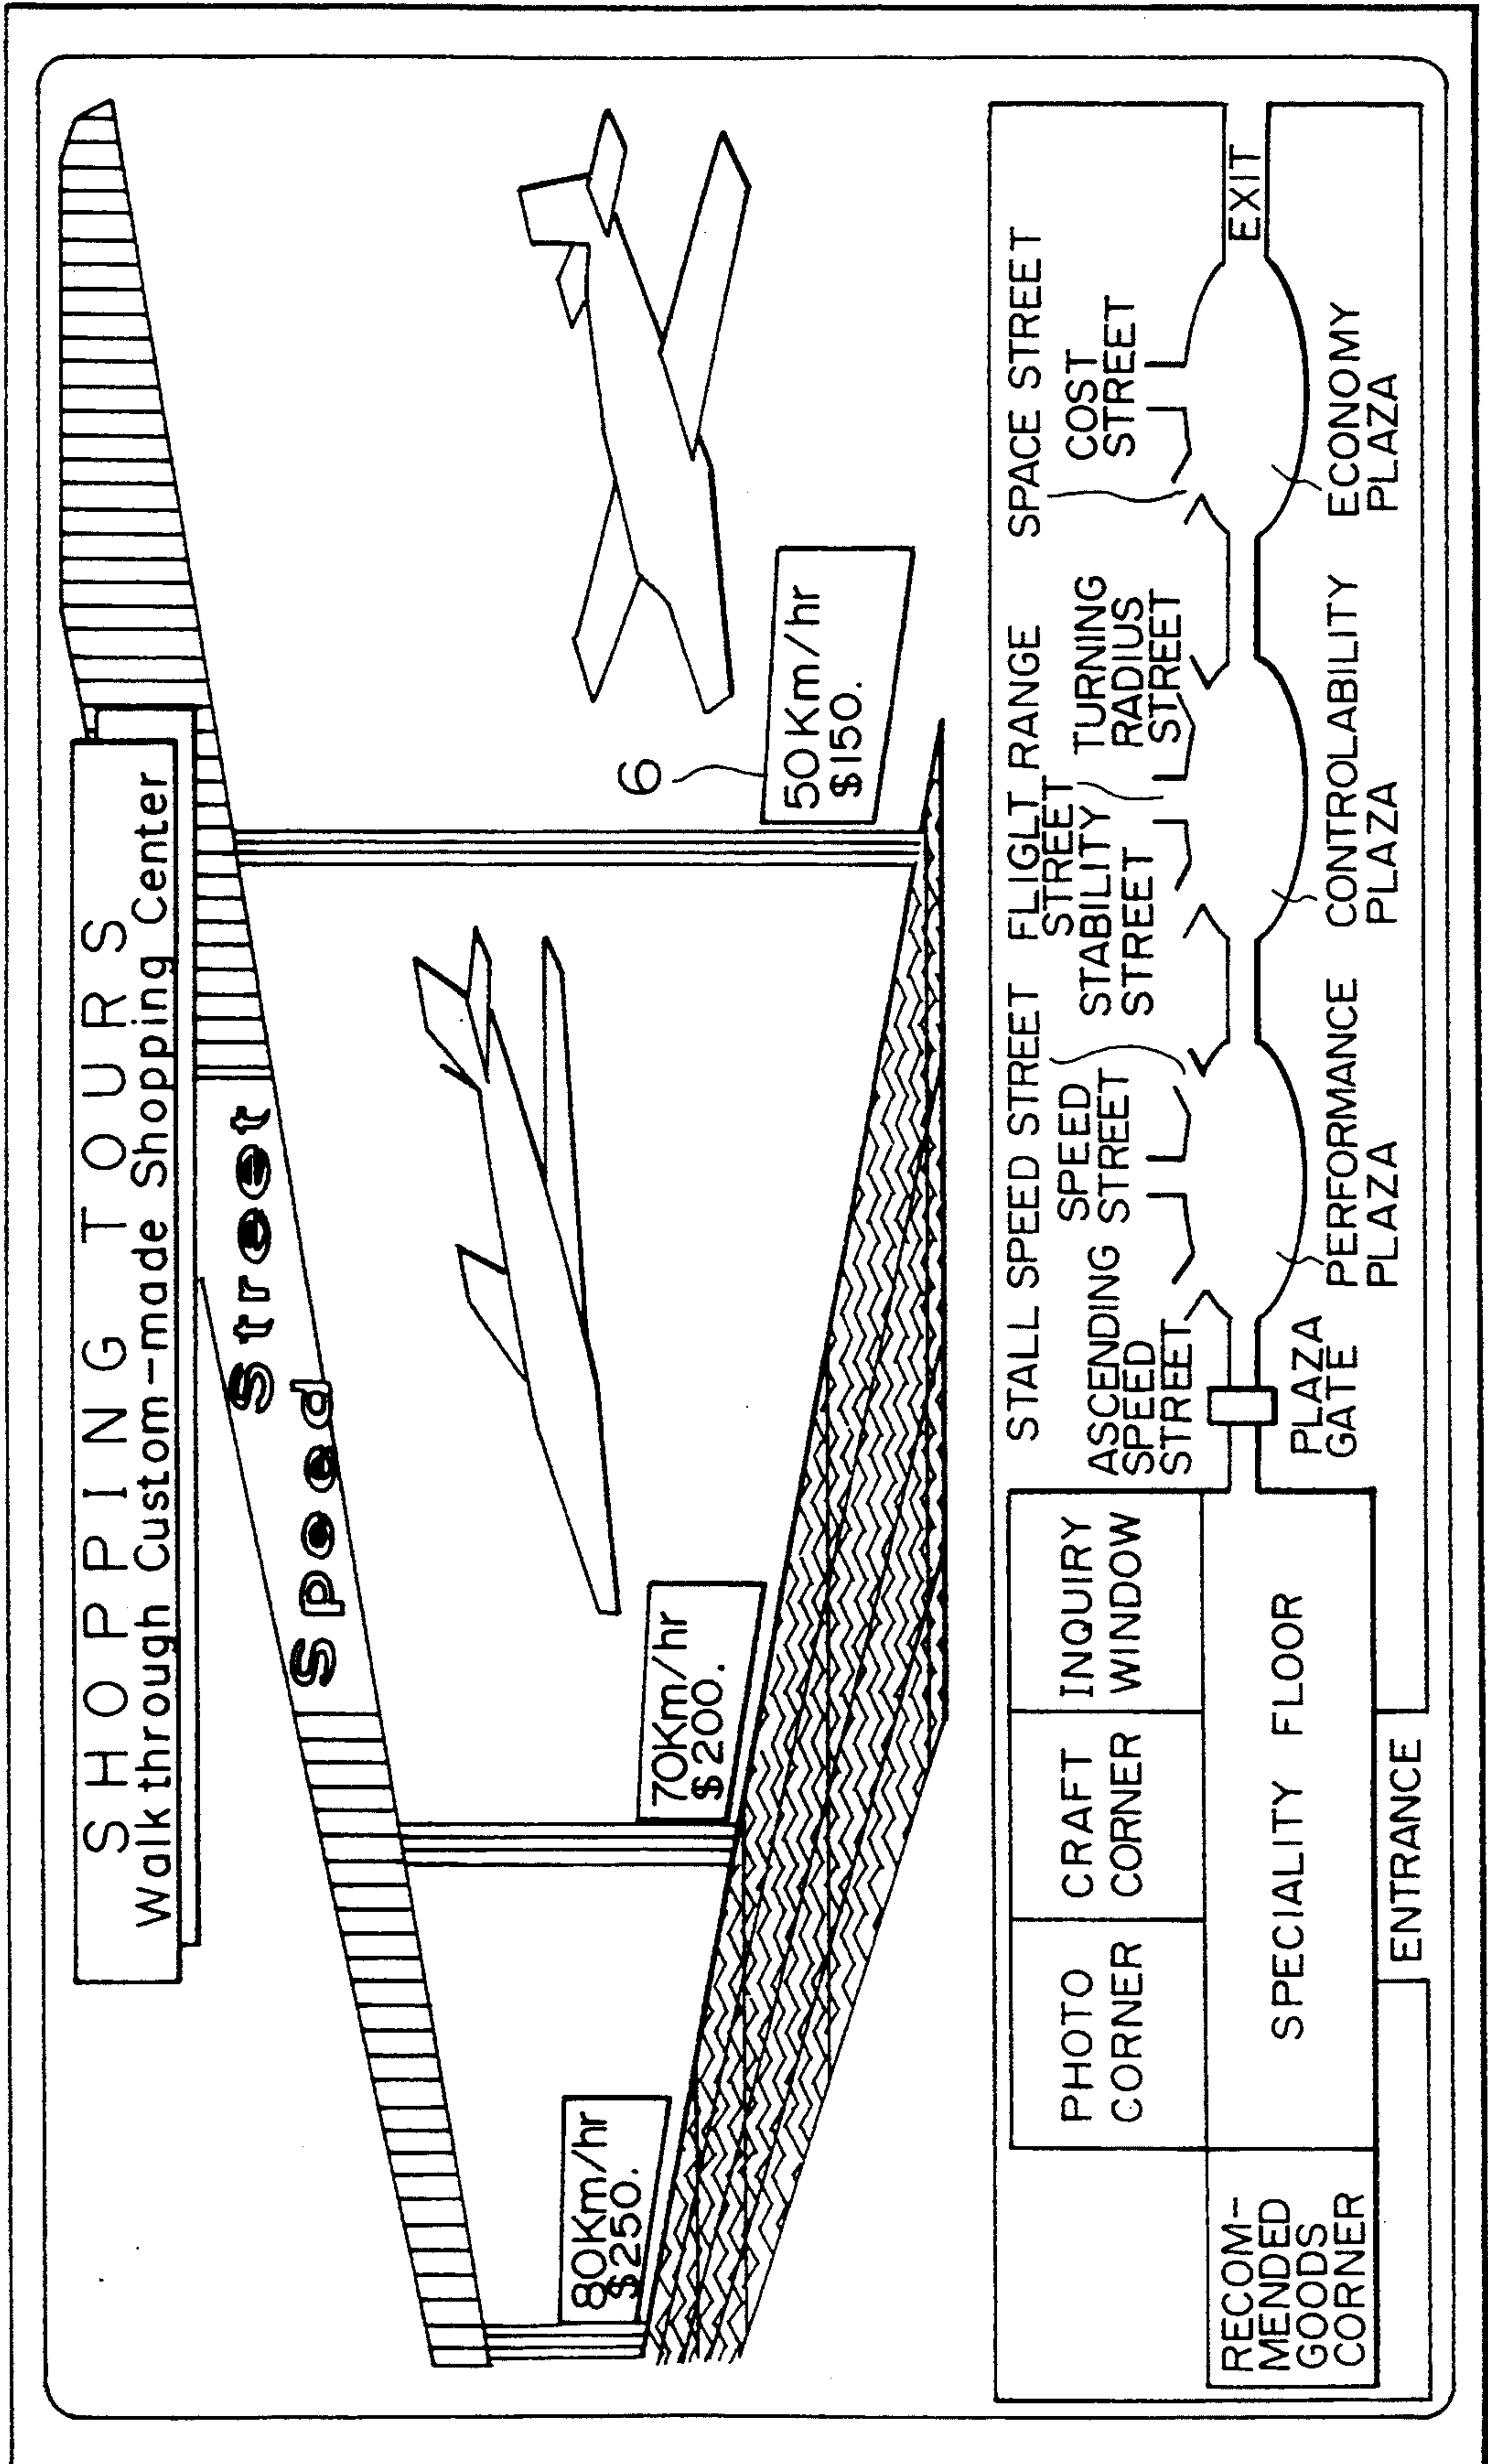 SHOPPING TOURS
Walk through Custom-made Shopping Center
Speed Street
80Km/hr
$250.
70Km/hr
$200.
50Km/hr
$150.
6
STALL SPEED STREET
FLIGLT RANGE
STREET
SPACE STREET
ASCENDING
SPEED
STREET
SPEED
STREET
STABILITY
STREET
TURNING
RADIUS
STREET
COST
STREET
EXIT
PLAZA
GATE
PERFORMANCE
PLAZA
CONTROLABILITY
PLAZA
ECONOMY
PLAZA
PHOTO
CORNER
CRAFT
CORNER
INQUIRY
WINDOW
RECOM-
MENDED
GOODS
CORNER
SPECIALITY FLOOR
ENTRANCE